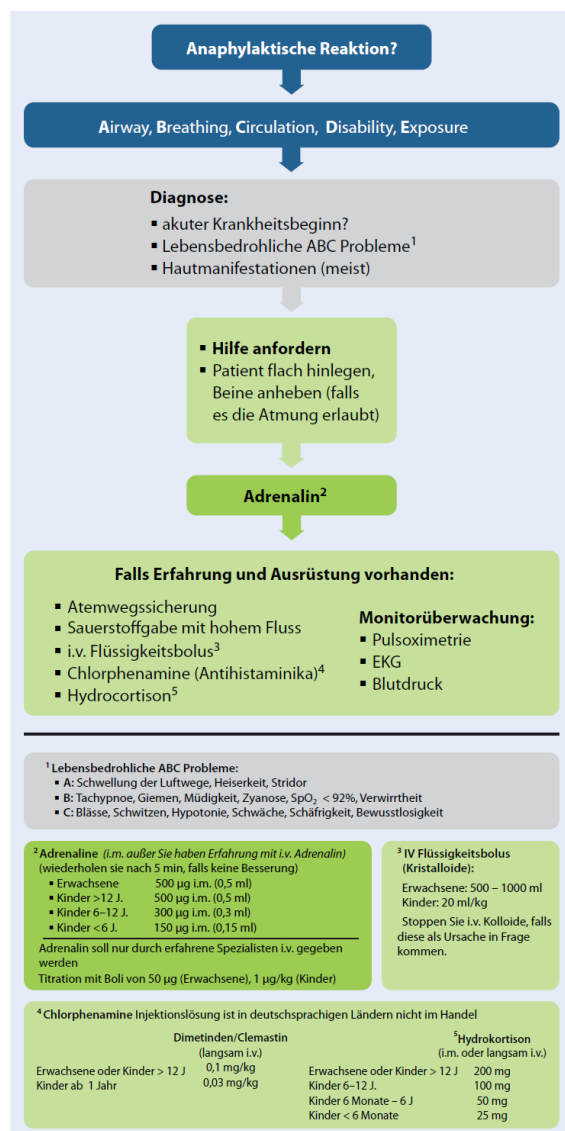 Anaphylaktische Reaktion?
Airway, Breathing, Circulation, Disability, Exposure
Diagnose:
▪ akuter Krankheitsbeginn?
▪ Lebensbedrohliche ABC Probleme¹
▪ Hautmanifestationen (meist)
▪ Hilfe anfordern
▪ Patient flach hinlegen,
Beine anheben (falls
es die Atmung erlaubt)
Adrenalin²
Falls Erfahrung und Ausrüstung vorhanden:
▪ Atemwegssicherung
▪ Sauerstoffgabe mit hohem Fluss
▪ i.v. Flüssigkeitsbolus³
▪ Chlorphenamine (Antihistaminika)⁴
▪ Hydrocortison⁵
Monitorüberwachung:
▪ Pulsoximetrie
▪ EKG
▪ Blutdruck
¹ Lebensbedrohliche ABC Probleme:
▪ A: Schwellung der Luftwege, Heiserkeit, Stridor
▪ B: Tachypnoe, Giemen, Müdigkeit, Zyanose, SpO₂ < 92%, Verwirrtheit
▪ C: Blässe, Schwitzen, Hypotonie, Schwäche, Schäfrigkeit, Bewusstlosigkeit
² Adrenaline (i.m. außer Sie haben Erfahrung mit i.v. Adrenalin)
(wiederholen sie nach 5 min, falls keine Besserung)
▪ Erwachsene 500 µg i.m. (0,5 ml)
▪ Kinder >12 J. 500 µg i.m. (0,5 ml)
▪ Kinder 6–12 J. 300 µg i.m. (0,3 ml)
▪ Kinder <6 J. 150 µg i.m. (0,15 ml)
Adrenalin soll nur durch erfahrene Spezialisten i.v. gegeben
werden
Titration mit Boli von 50 µg (Erwachsene), 1 µg/kg (Kinder)
³ IV Flüssigkeitsbolus
(Kristalloide):
Erwachsene: 500 – 1000 ml
Kinder: 20 ml/kg
Stoppen Sie i.v. Kolloide, falls
diese als Ursache in Frage
kommen.
⁴ Chlorphenamine Injektionslösung ist in deutschsprachigen Ländern nicht im Handel
Dimetinden/Clemastin
(langsam i.v.)
Erwachsene oder Kinder > 12 J 0,1 mg/kg
Kinder ab 1 Jahr 0,03 mg/kg
⁵Hydrokortison
(i.m. oder langsam i.v.)
Erwachsene oder Kinder > 12 J 200 mg
Kinder 6–12 J. 100 mg
Kinder 6 Monate – 6 J 50 mg
Kinder < 6 Monate 25 mg